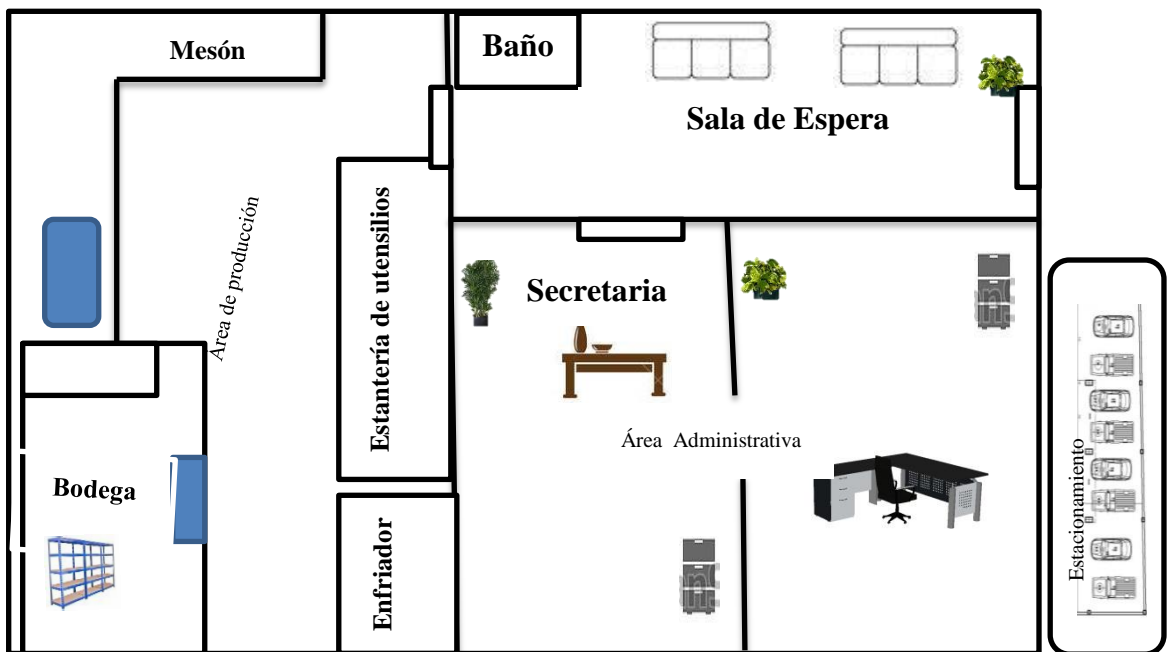 Mesón
Baño
Sala de Espera
Área de producción
Estantería de utensilios
Secretaria
Área Administrativa
Bodega
Enfriador
Estacionamiento